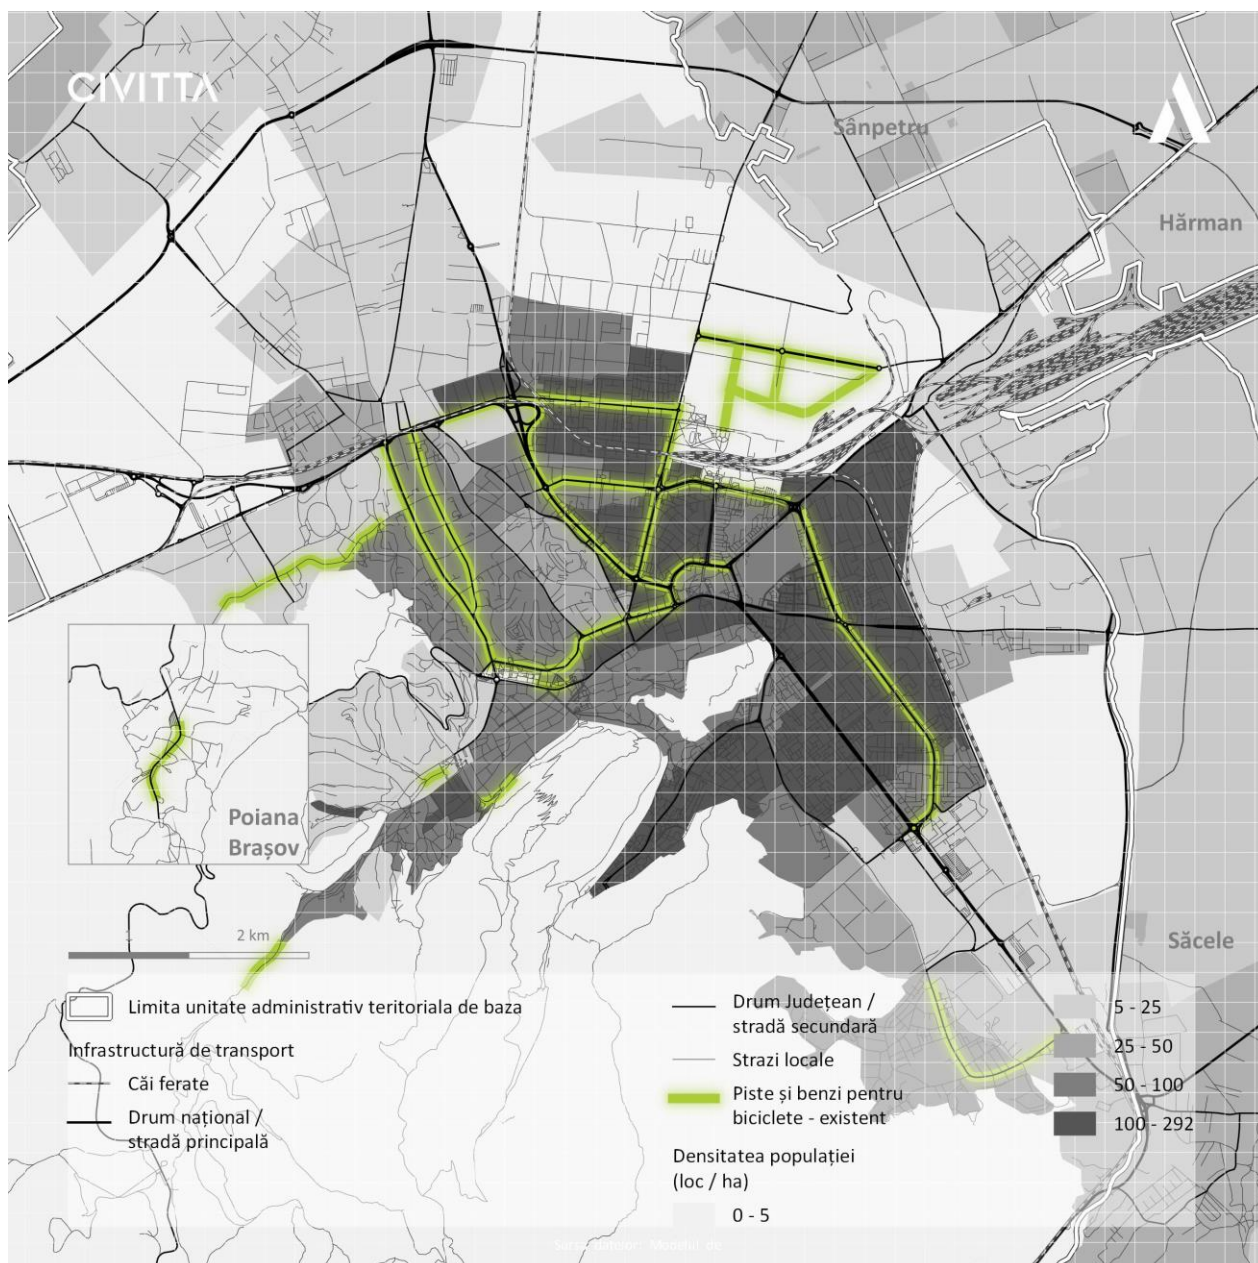 CIVITTA
Sânpetru
Hărman
Poiana
Brașov
2 km
Săcele
Limita unitate administrativ teritoriala de baza
Infrastructură de transport
Căi ferate
Drum național /
stradă principală
Drum Județean /
stradă secundară
Strazi locale
Piste și benzi pentru
biciclete - existent
Densitatea populației
(loc / ha)
0 - 5
5 - 25
25 - 50
50 - 100
100 - 292